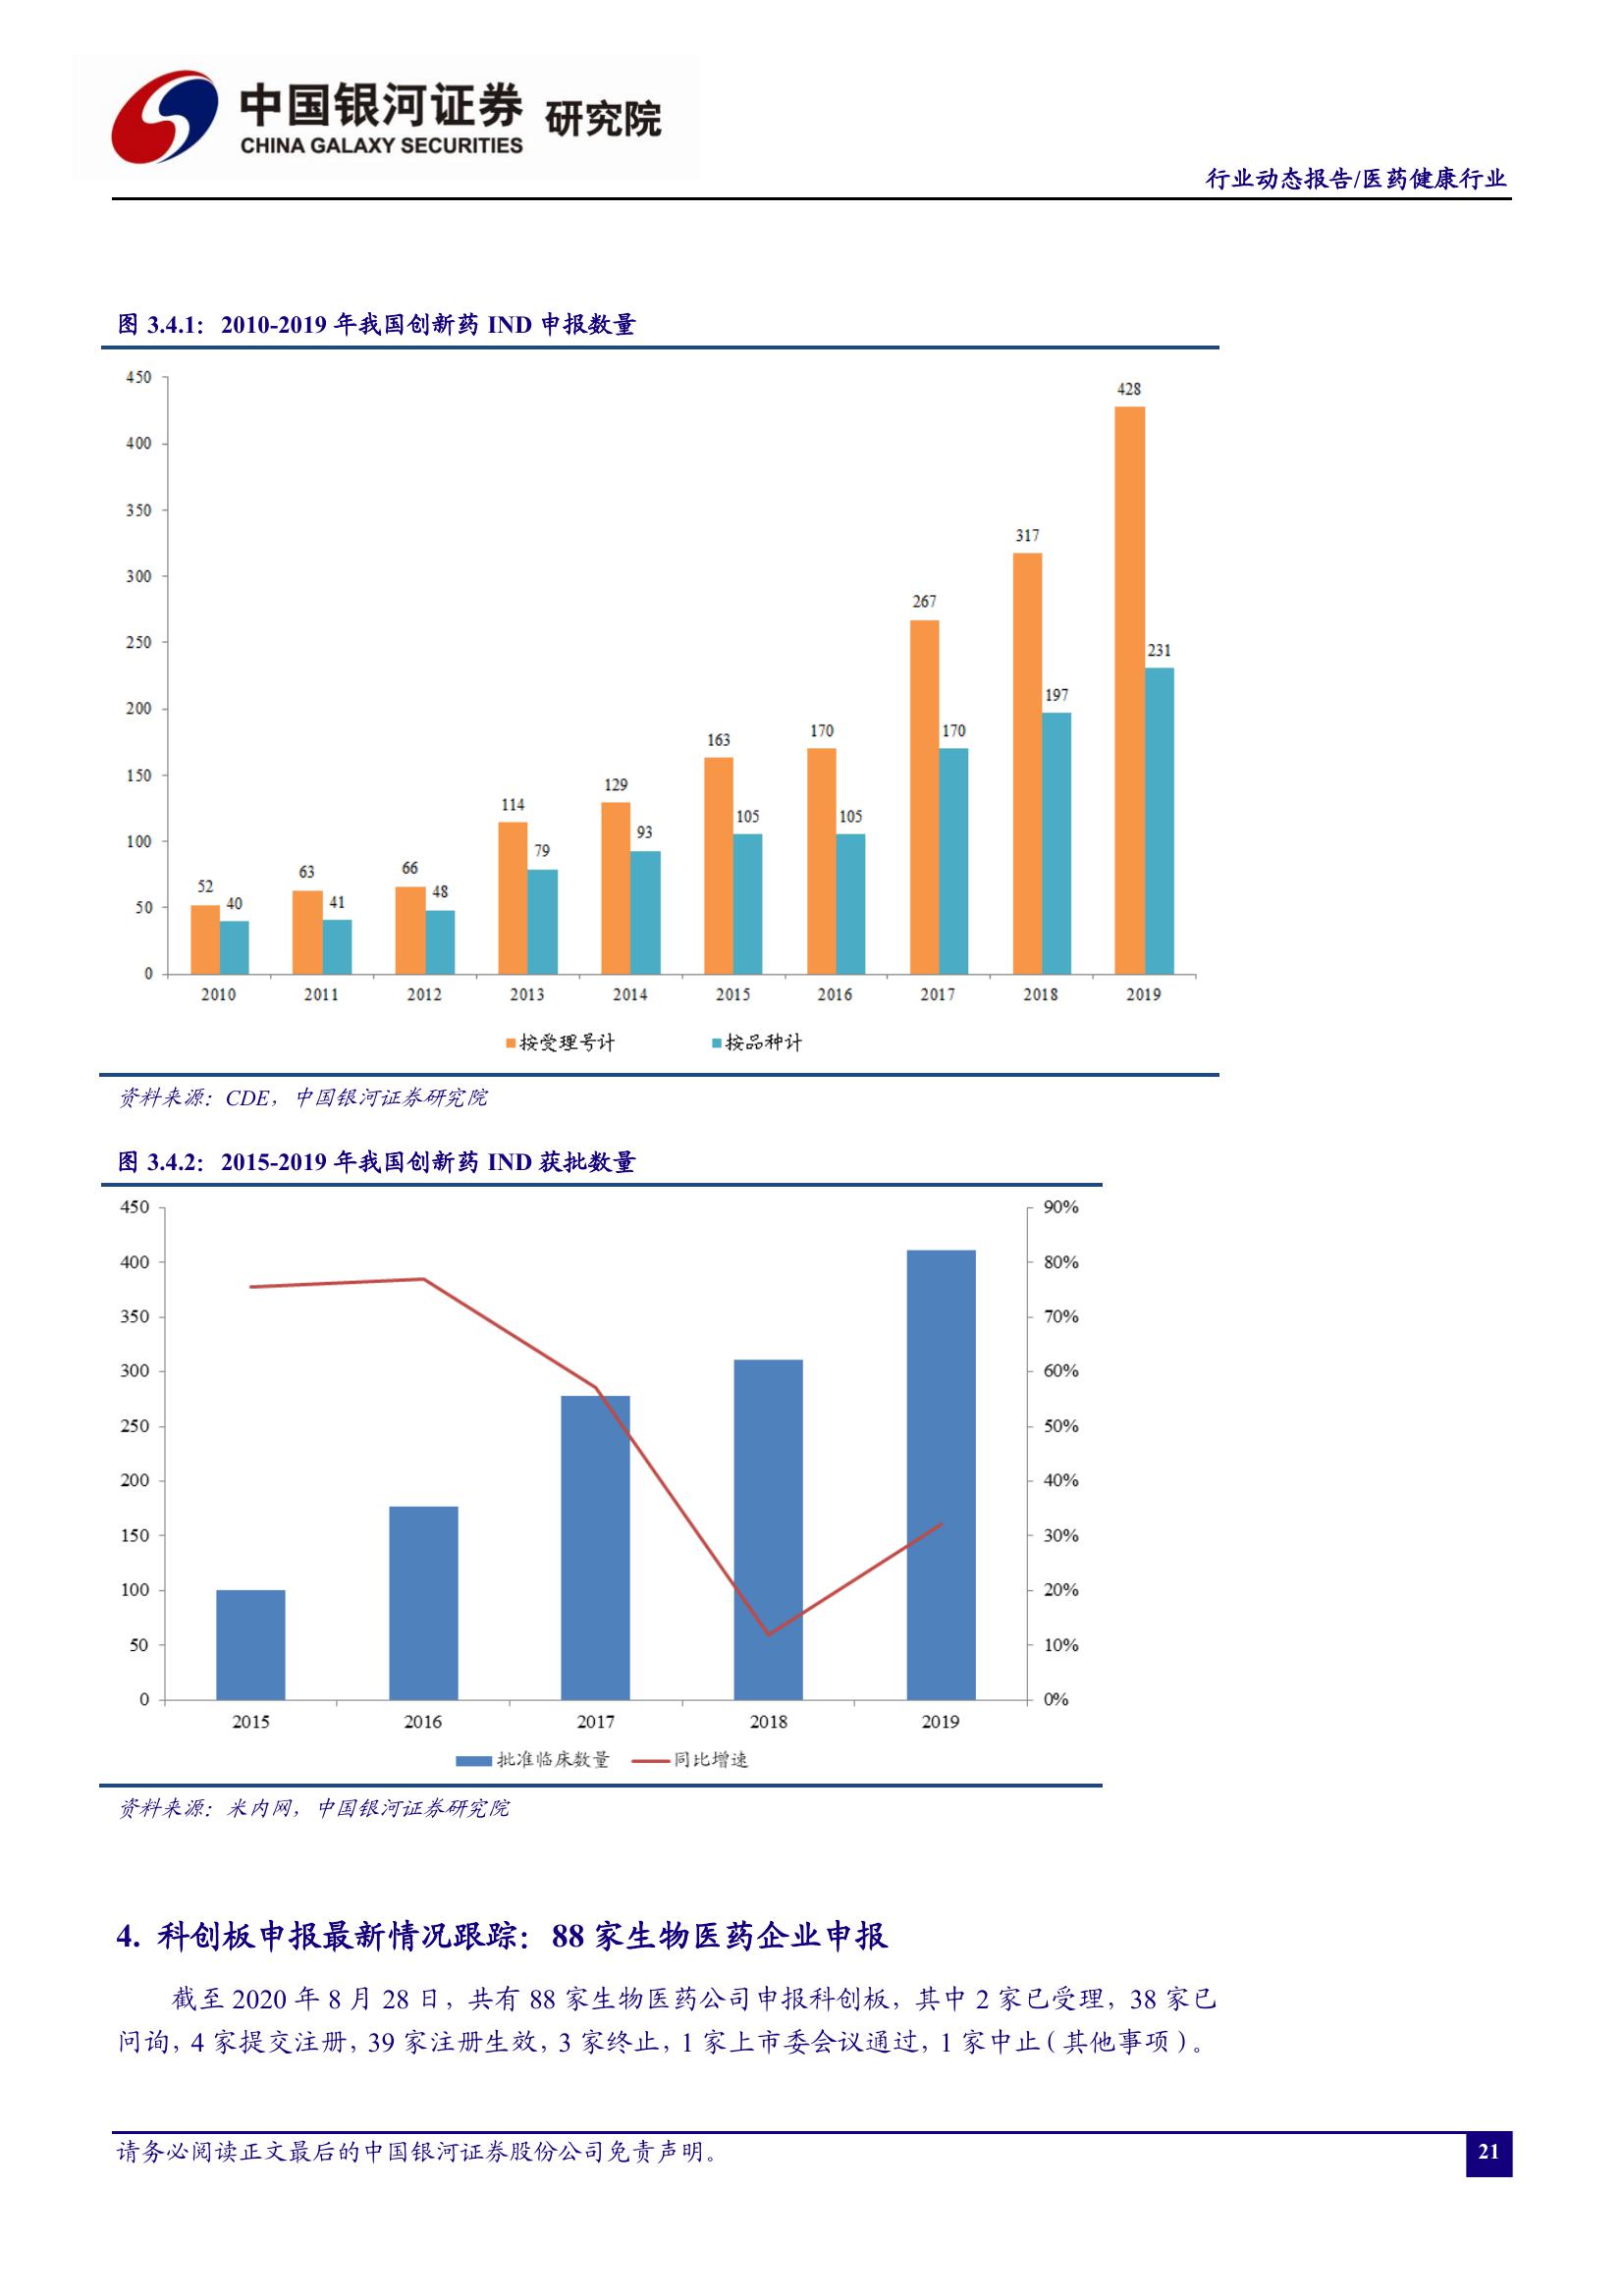 中国银河证券 研究院
CHINA GALAXY SECURITIES
行业动态报告/医药健康行业
图 3.4.1：2010-2019 年我国创新药 IND 申报数量
450
400
350
300
250
200
150
100
50
0
52 40
63 41
66 48
114 79
129 93
163 105
170 105
267 170
317 197
428 231
2010 2011 2012 2013 2014 2015 2016 2017 2018 2019
按受理号计 按品种计
资料来源：CDE，中国银河证券研究院
图 3.4.2：2015-2019 年我国创新药 IND 获批数量
450 90%
400 80%
350 70%
300 60%
250 50%
200 40%
150 30%
100 20%
50 10%
0 0%
2015 2016 2017 2018 2019
批准临床数量 同比增速
资料来源：米内网，中国银河证券研究院
4. 科创板申报最新情况跟踪：88 家生物医药企业申报
截至 2020 年 8 月 28 日，共有 88 家生物医药公司申报科创板，其中 2 家已受理，38 家已
问询，4 家提交注册，39 家注册生效，3 家终止，1 家上市委会议通过，1 家中止（其他事项）。
请务必阅读正文最后的中国银河证券股份公司免责声明。
21